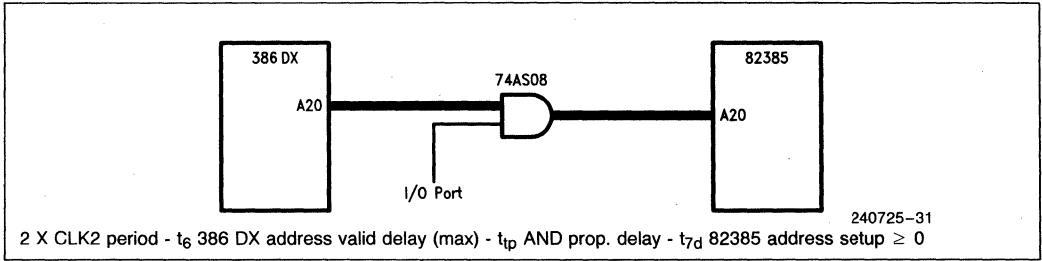 386 DX
82385
74AS08
A20
A20
I/O Port
240725-31
2 X CLK2 period - t6 386 DX address valid delay (max) - ttp AND prop. delay - t7d 82385 address setup ≥ 0